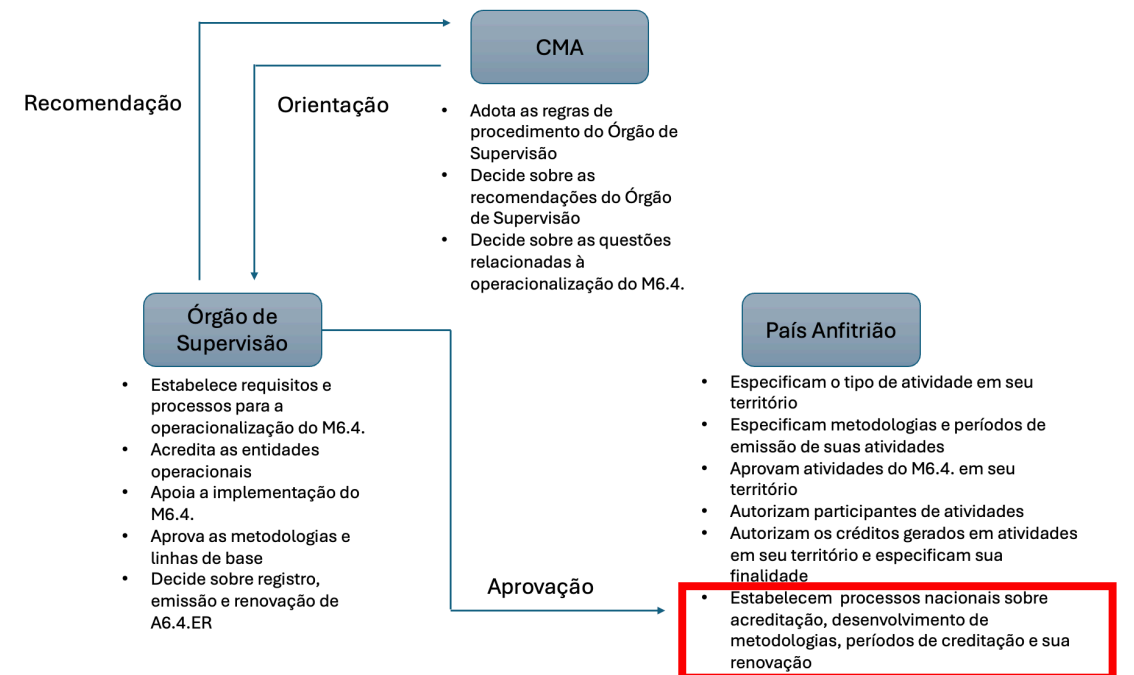 CMA
Recomendação
Orientação
• Adota as regras de
procedimento do Órgão de
Supervisão
• Decide sobre as
recomendações do Órgão
de Supervisão
• Decide sobre as questões
relacionadas à
operacionalização do M6.4.
Órgão de
Supervisão
• Estabelece requisitos e
processos para a
operacionalização do M6.4.
• Acredita as entidades
operacionais
• Apoia a implementação do
M6.4.
• Aprova as metodologias e
linhas de base
• Decide sobre registro,
emissão e renovação de
A6.4.ER
Aprovação
País Anfitrião
• Especificam o tipo de atividade em seu
território
• Especificam metodologias e períodos de
emissão de suas atividades
• Aprovam atividades do M6.4. em seu
território
• Autorizam participantes de atividades
• Autorizam os créditos gerados em atividades
em seu território e especificam sua
finalidade
• Estabelecem processos nacionais sobre
acreditação, desenvolvimento de
metodologias, períodos de creditação e sua
renovação